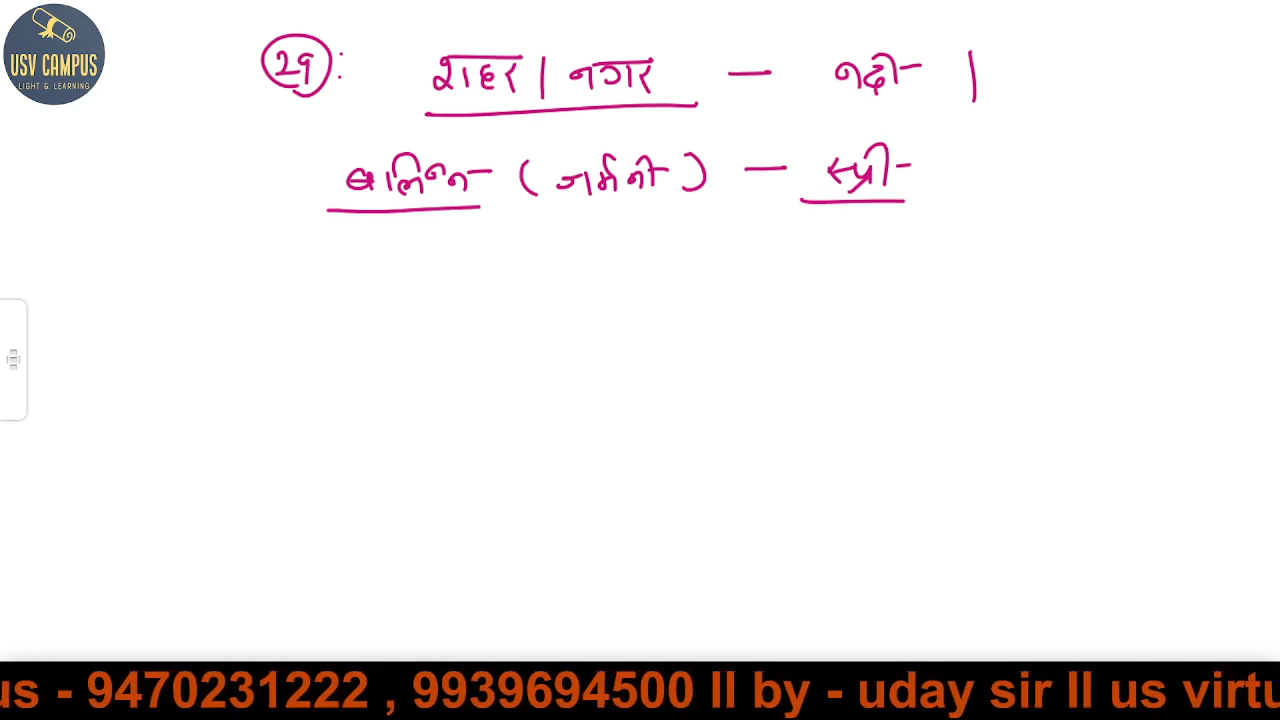 USV CAMPUS
LIGHT & LEARNING
29: शहर | नगर — नदी |
बर्लिन (जर्मनी) — स्प्री
us - 9470231222 , 9939694500 ll by - uday sir ll us virtu